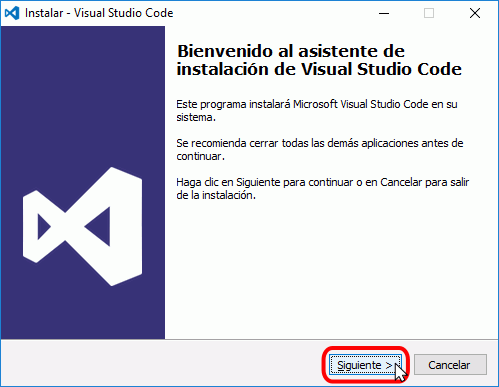 Instalar - Visual Studio Code
Bienvenido al asistente de
instalación de Visual Studio Code
Este programa instalará Microsoft Visual Studio Code en su
sistema.
Se recomienda cerrar todas las demás aplicaciones antes de
continuar.
Haga clic en Siguiente para continuar o en Cancelar para salir
de la instalación.
Siguiente >
Cancelar